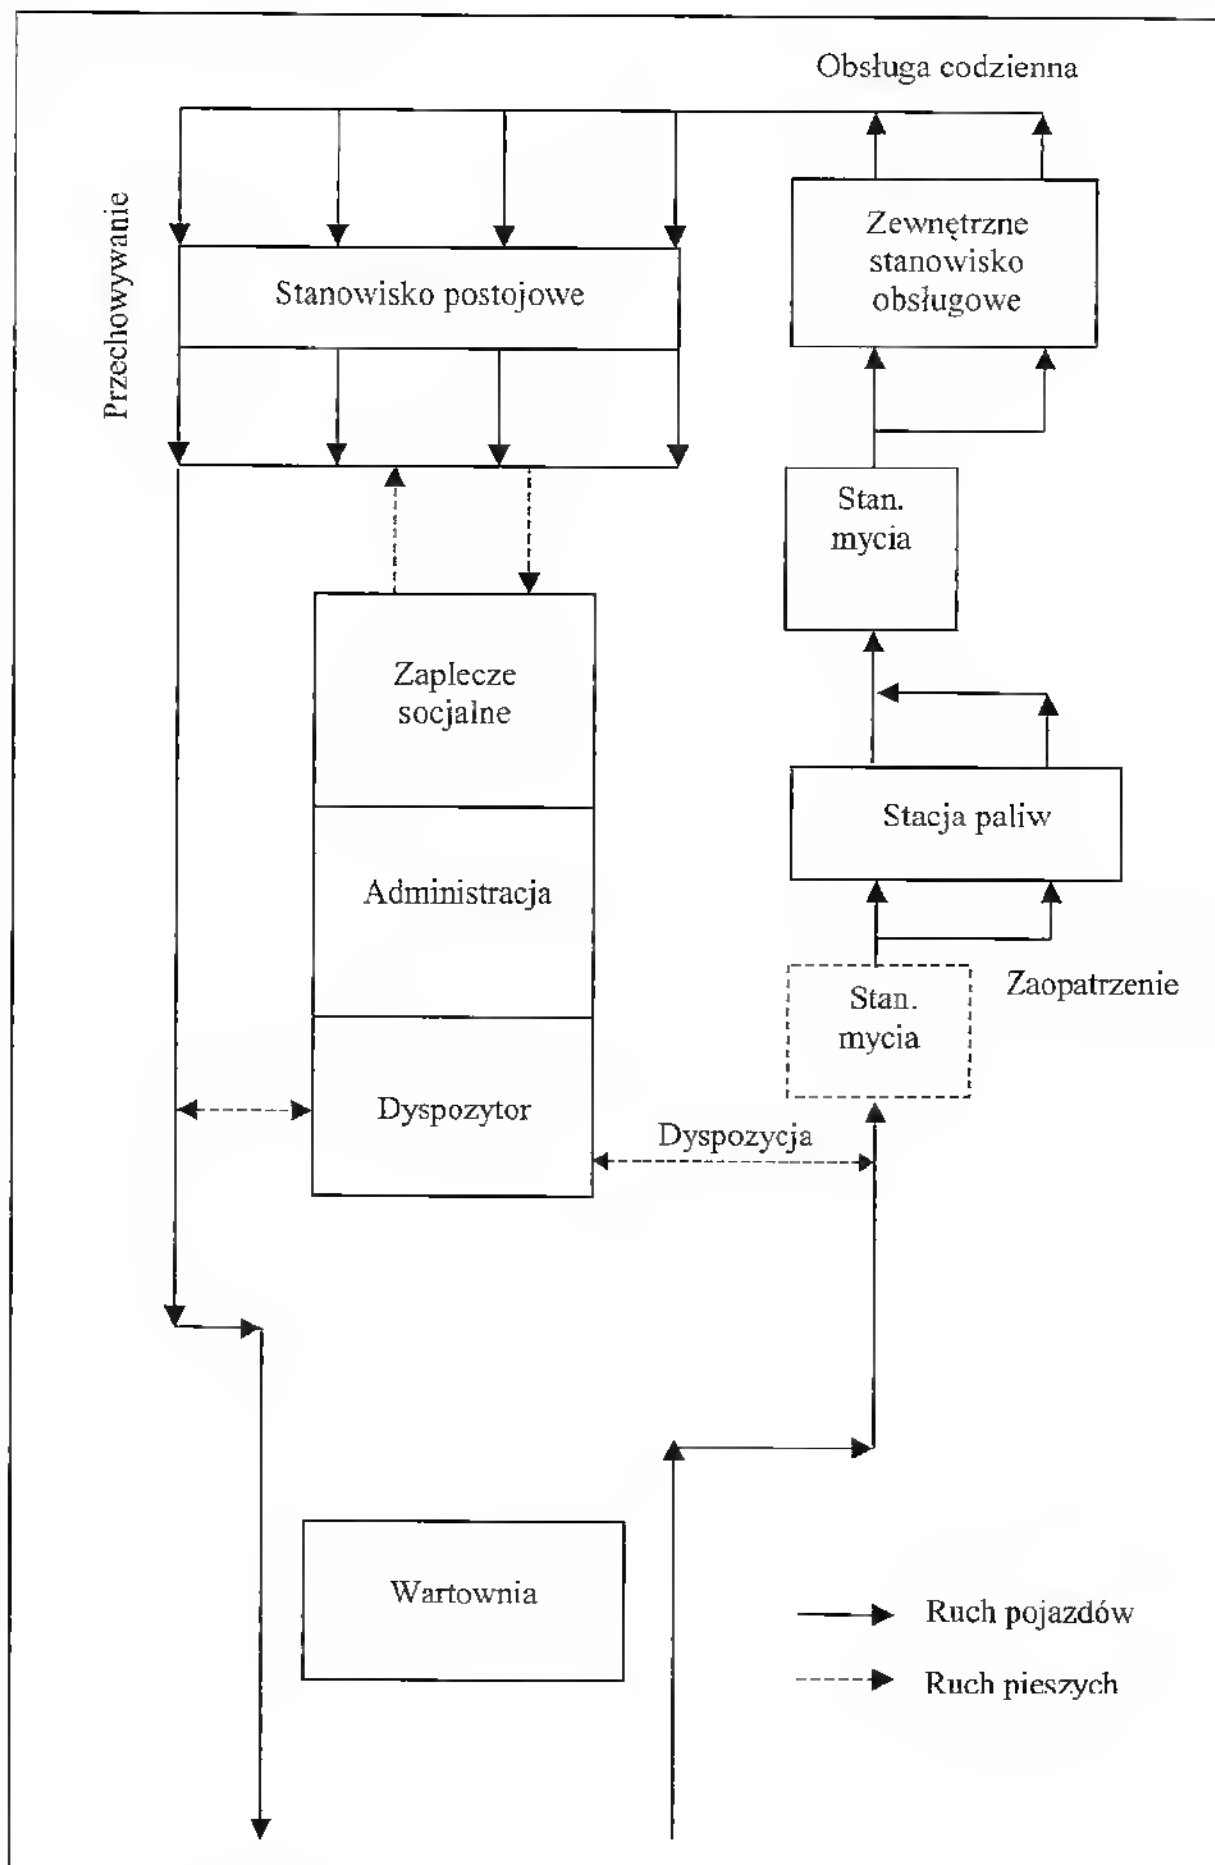 Obsługa codzienna
Przechowywanie
Zewnętrzne
stanowisko
obsługowe
Stanowisko postojowe
Stan.
mycia
Zaplecze
socjalne
Stacja paliw
Administracja
Zaopatrzenie
Stan.
mycia
Dyspozytor
Dyspozycja
Wartownia
Ruch pojazdów
Ruch pieszych